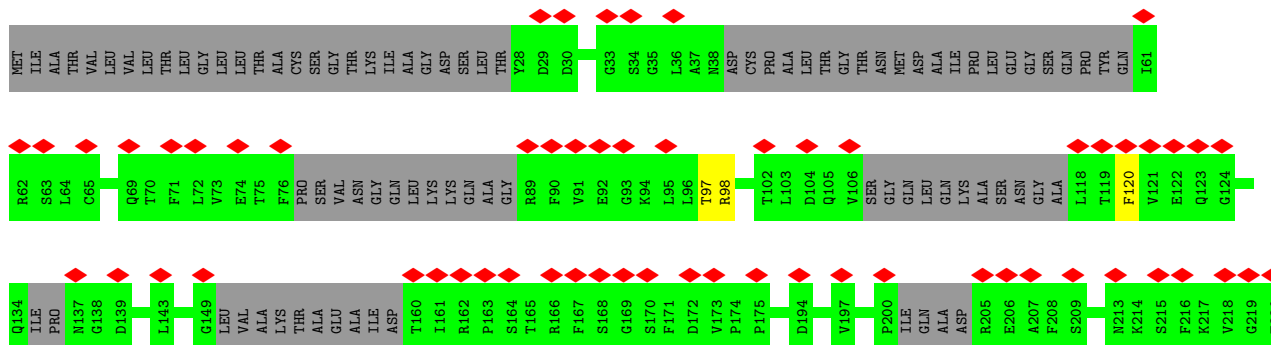 MET ILE ALA THR VAL LEU VAL LEU THR LEU GLY LEU LEU THR ALA CYS SER GLY THR LYS ILE ALA GLY ASP SER LEU THR Y28 D29 D30 G33 S34 G35 L36 A37 N38 ASP CYS PRO ALA LEU THR GLY THR ASN MET ASP ALA ILE PRO LEU GLU GLY SER GLN PRO TYR GLN I61
R62 S63 L64 C65 Q69 T70 F71 L72 V73 E74 T75 F76 PRO SER VAL ASN GLY GLN LEU LYS LYS GLN ALA GLY R89 F90 V91 E92 G93 K94 L95 L96 T97 R98 T102 L103 D104 Q105 V106 SER GLY GLN LEU GLN LYS ALA SER ASN GLY ALA L118 T119 F120 V121 E122 Q123 G124
Q134 ILE PRO N137 G138 D139 L143 G149 LEU VAL ALA LYS THR ALA GLU ALA ILE ASP T160 I161 R162 P163 S164 T165 R166 F167 S168 G169 S170 F171 D172 V173 P174 P175 D194 V197 P200 ILE GLN ALA ASP R205 E206 A207 F208 S209 N213 K214 S215 F216 K217 V218 G219